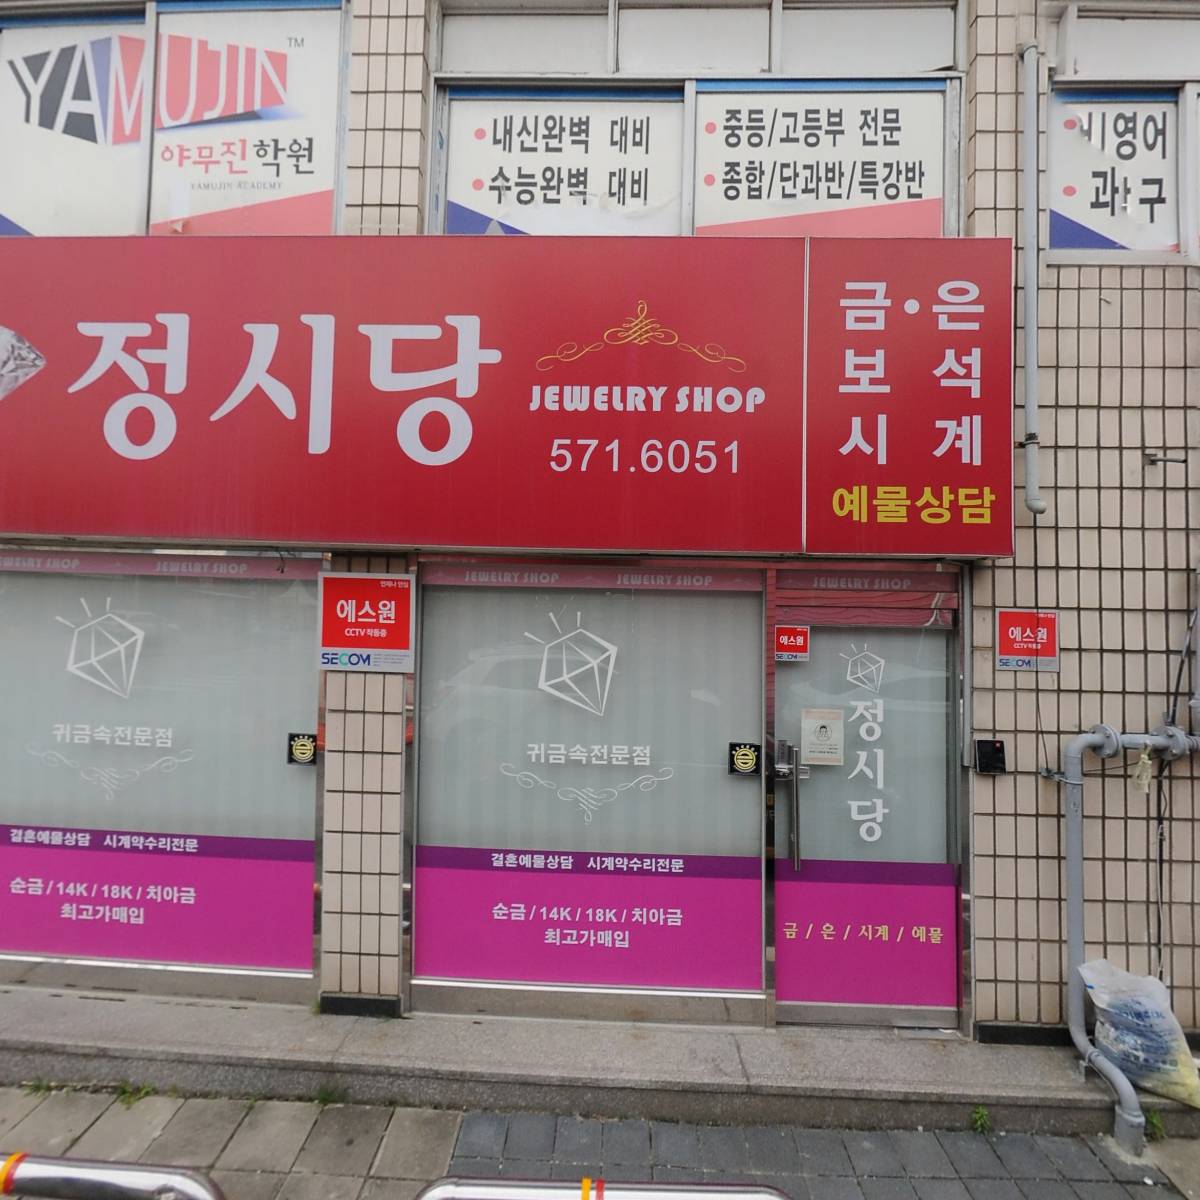 YAMUJIN™
야무진학원
YAMUJIN ACADEMY
•내신완벽 대비
•수능완벽 대비
•중등/고등부 전문
•종합/단과반/특강반
영어
정시당
JEWELRY SHOP
571.6051
금•은
보석
시계
예물상담
JEWELRY SHOP
JEWELRY SHOP
JEWELRY SHOP
JEWELRY SHOP
JEWELRY SHOP
언제나 안심
에스원
CCTV 작동중
SECOM
귀금속전문점
결혼예물상담 시계약수리전문
순금/14K/18K/치아금
최고가매입
귀금속전문점
결혼예물상담 시계약수리전문
순금/14K/18K/치아금
최고가매입
에스원
SECOM
정시당
금/은/시계/예물
에스원
CCTV 작동중
SECOM